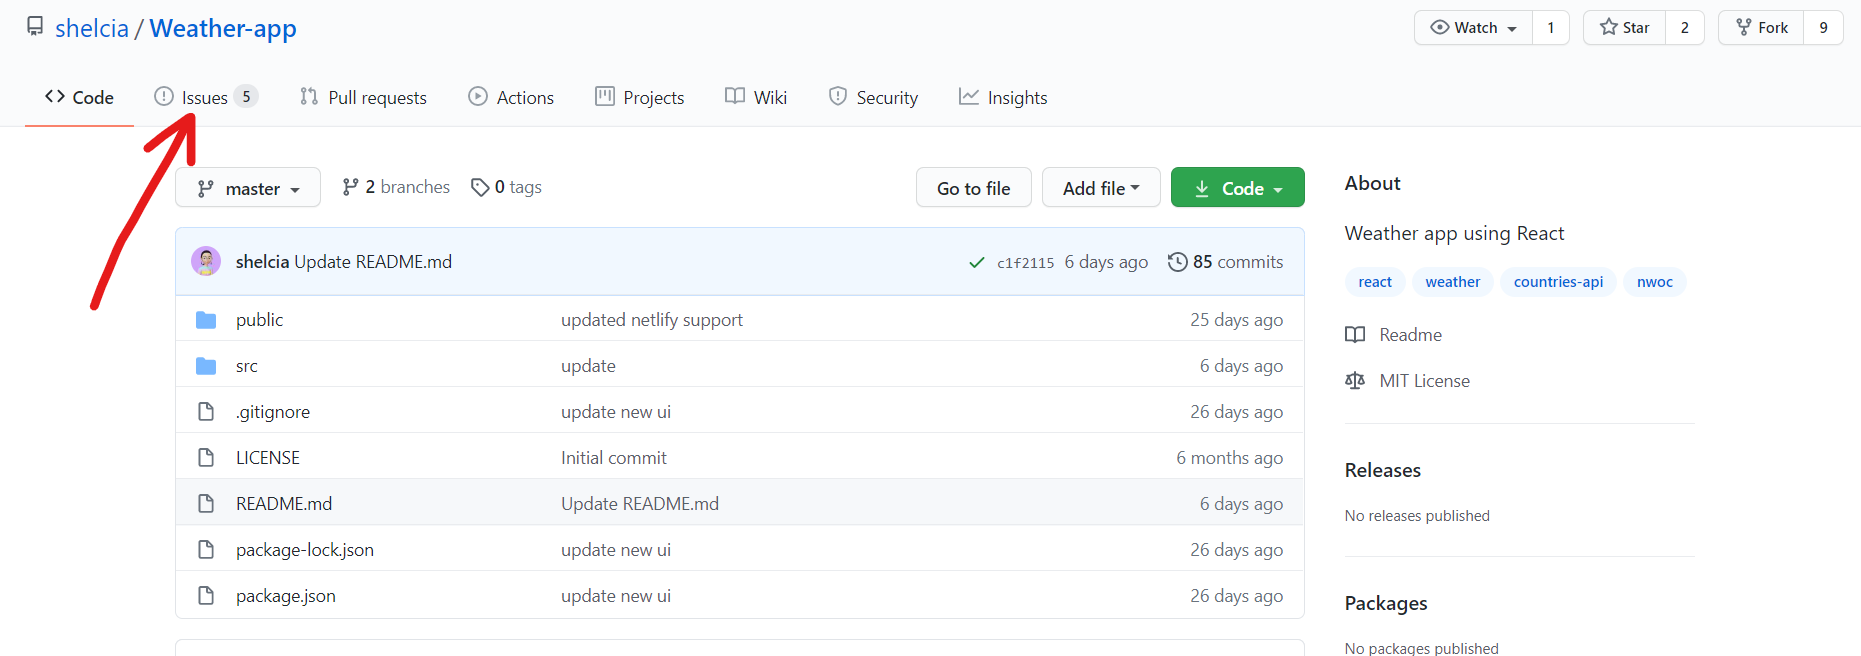 shelcia / Weather-app
Watch 1 Star 2 Fork 9
Code Issues 5 Pull requests Actions Projects Wiki Security Insights
master 2 branches 0 tags Go to file Add file Code
shelcia Update README.md c1f2115 6 days ago 85 commits
public updated netlify support 25 days ago
src update 6 days ago
.gitignore update new ui 26 days ago
LICENSE Initial commit 6 months ago
README.md Update README.md 6 days ago
package-lock.json update new ui 26 days ago
package.json update new ui 26 days ago
About
Weather app using React
react weather countries-api nwoc
Readme
MIT License
Releases
No releases published
Packages
No packages published